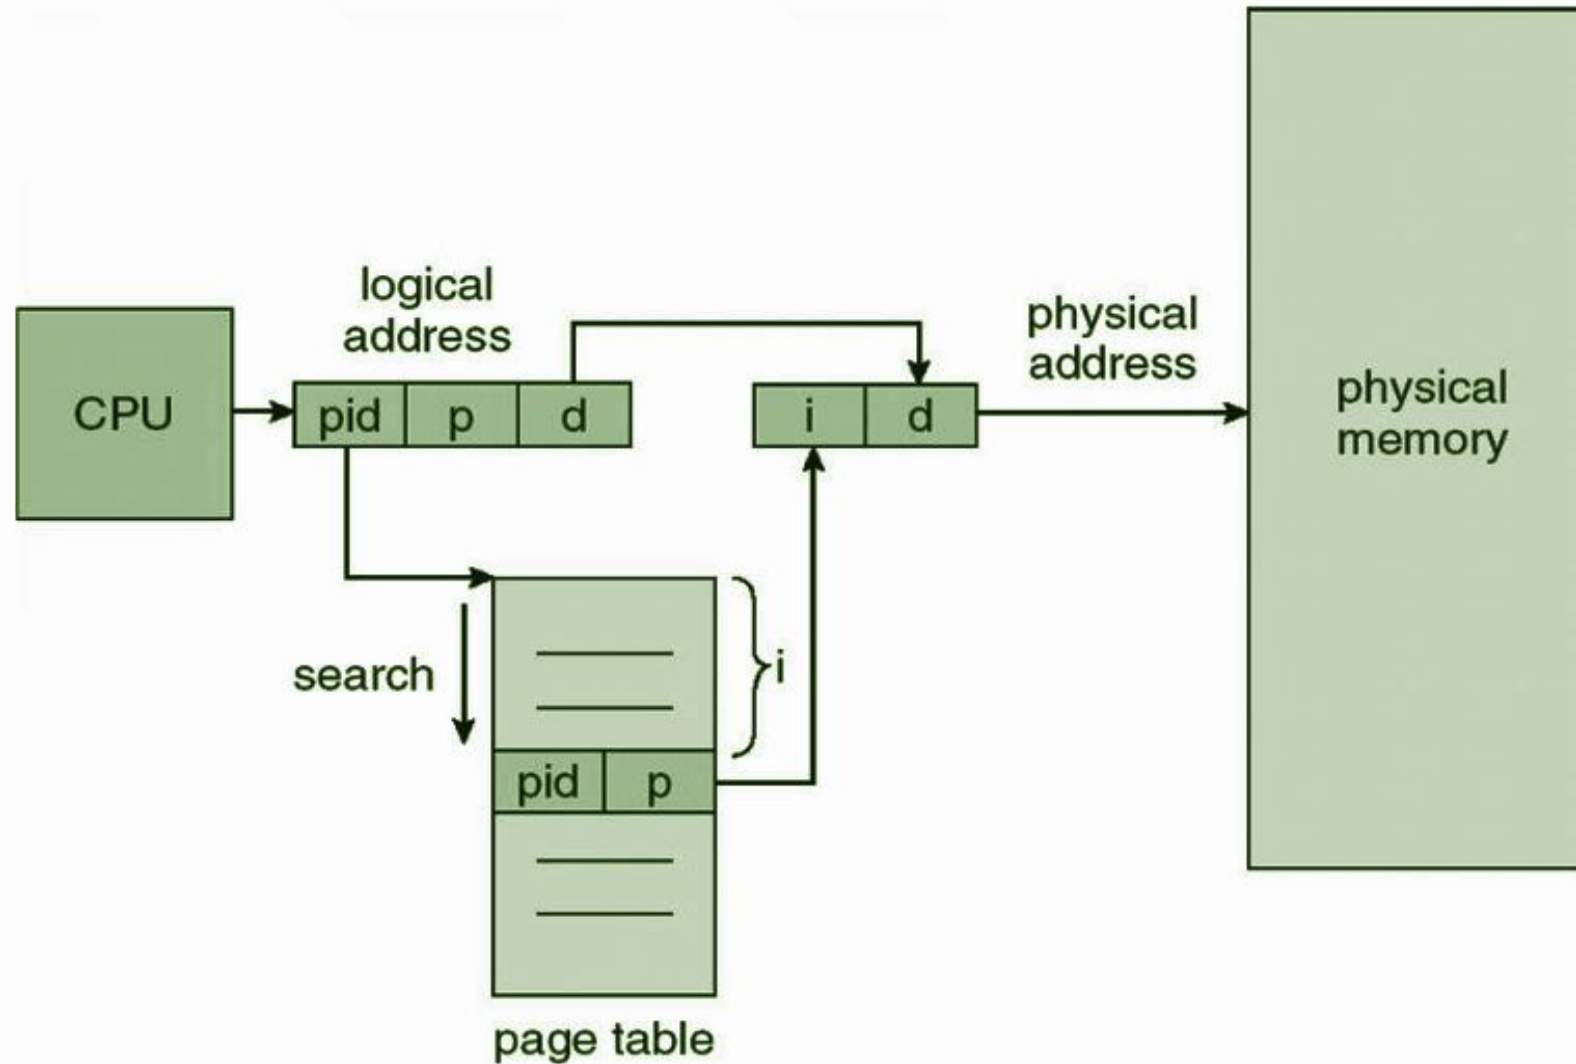 logical
address
physical
address
CPU
pid p d
i d
physical
memory
search
i
pid p
page table